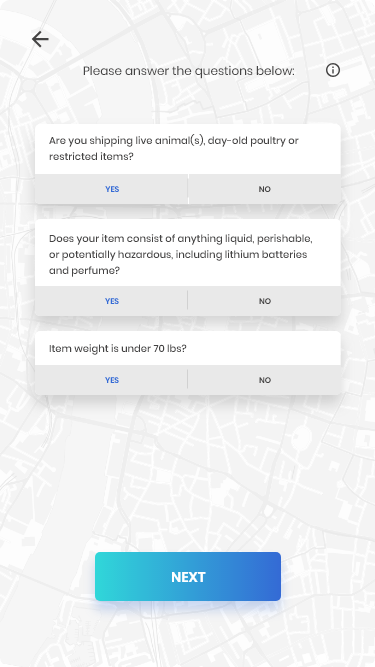 Please answer the questions below:
Are you shipping live animal(s), day-old poultry or
restricted items?
YES NO
Does your item consist of anything liquid, perishable,
or potentially hazardous, including lithium batteries
and perfume?
YES NO
Item weight is under 70 lbs?
YES NO
NEXT